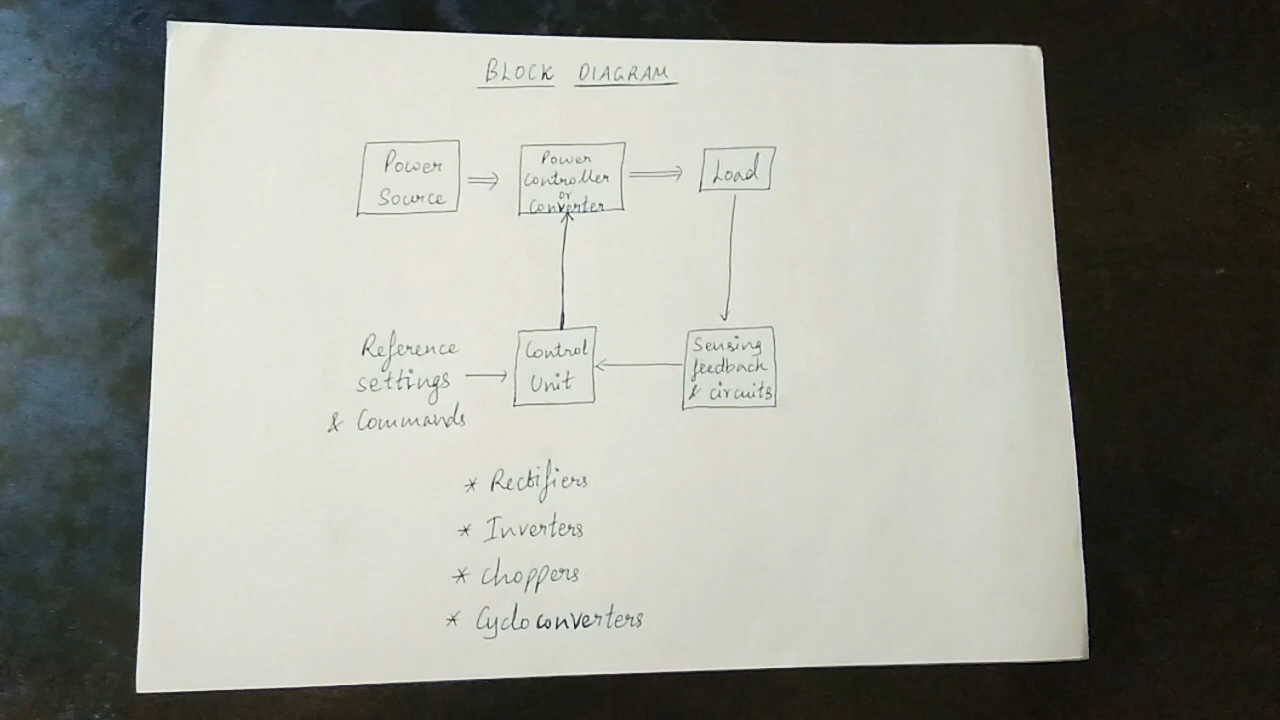 BLOCK DIAGRAM
Power
Source
Power
Controller
or
Converter
Load
Reference
settings
& Commands
Control
Unit
Sensing
feedback
& circuits
* Rectifiers
* Inverters
* Choppers
* Cycloconverters